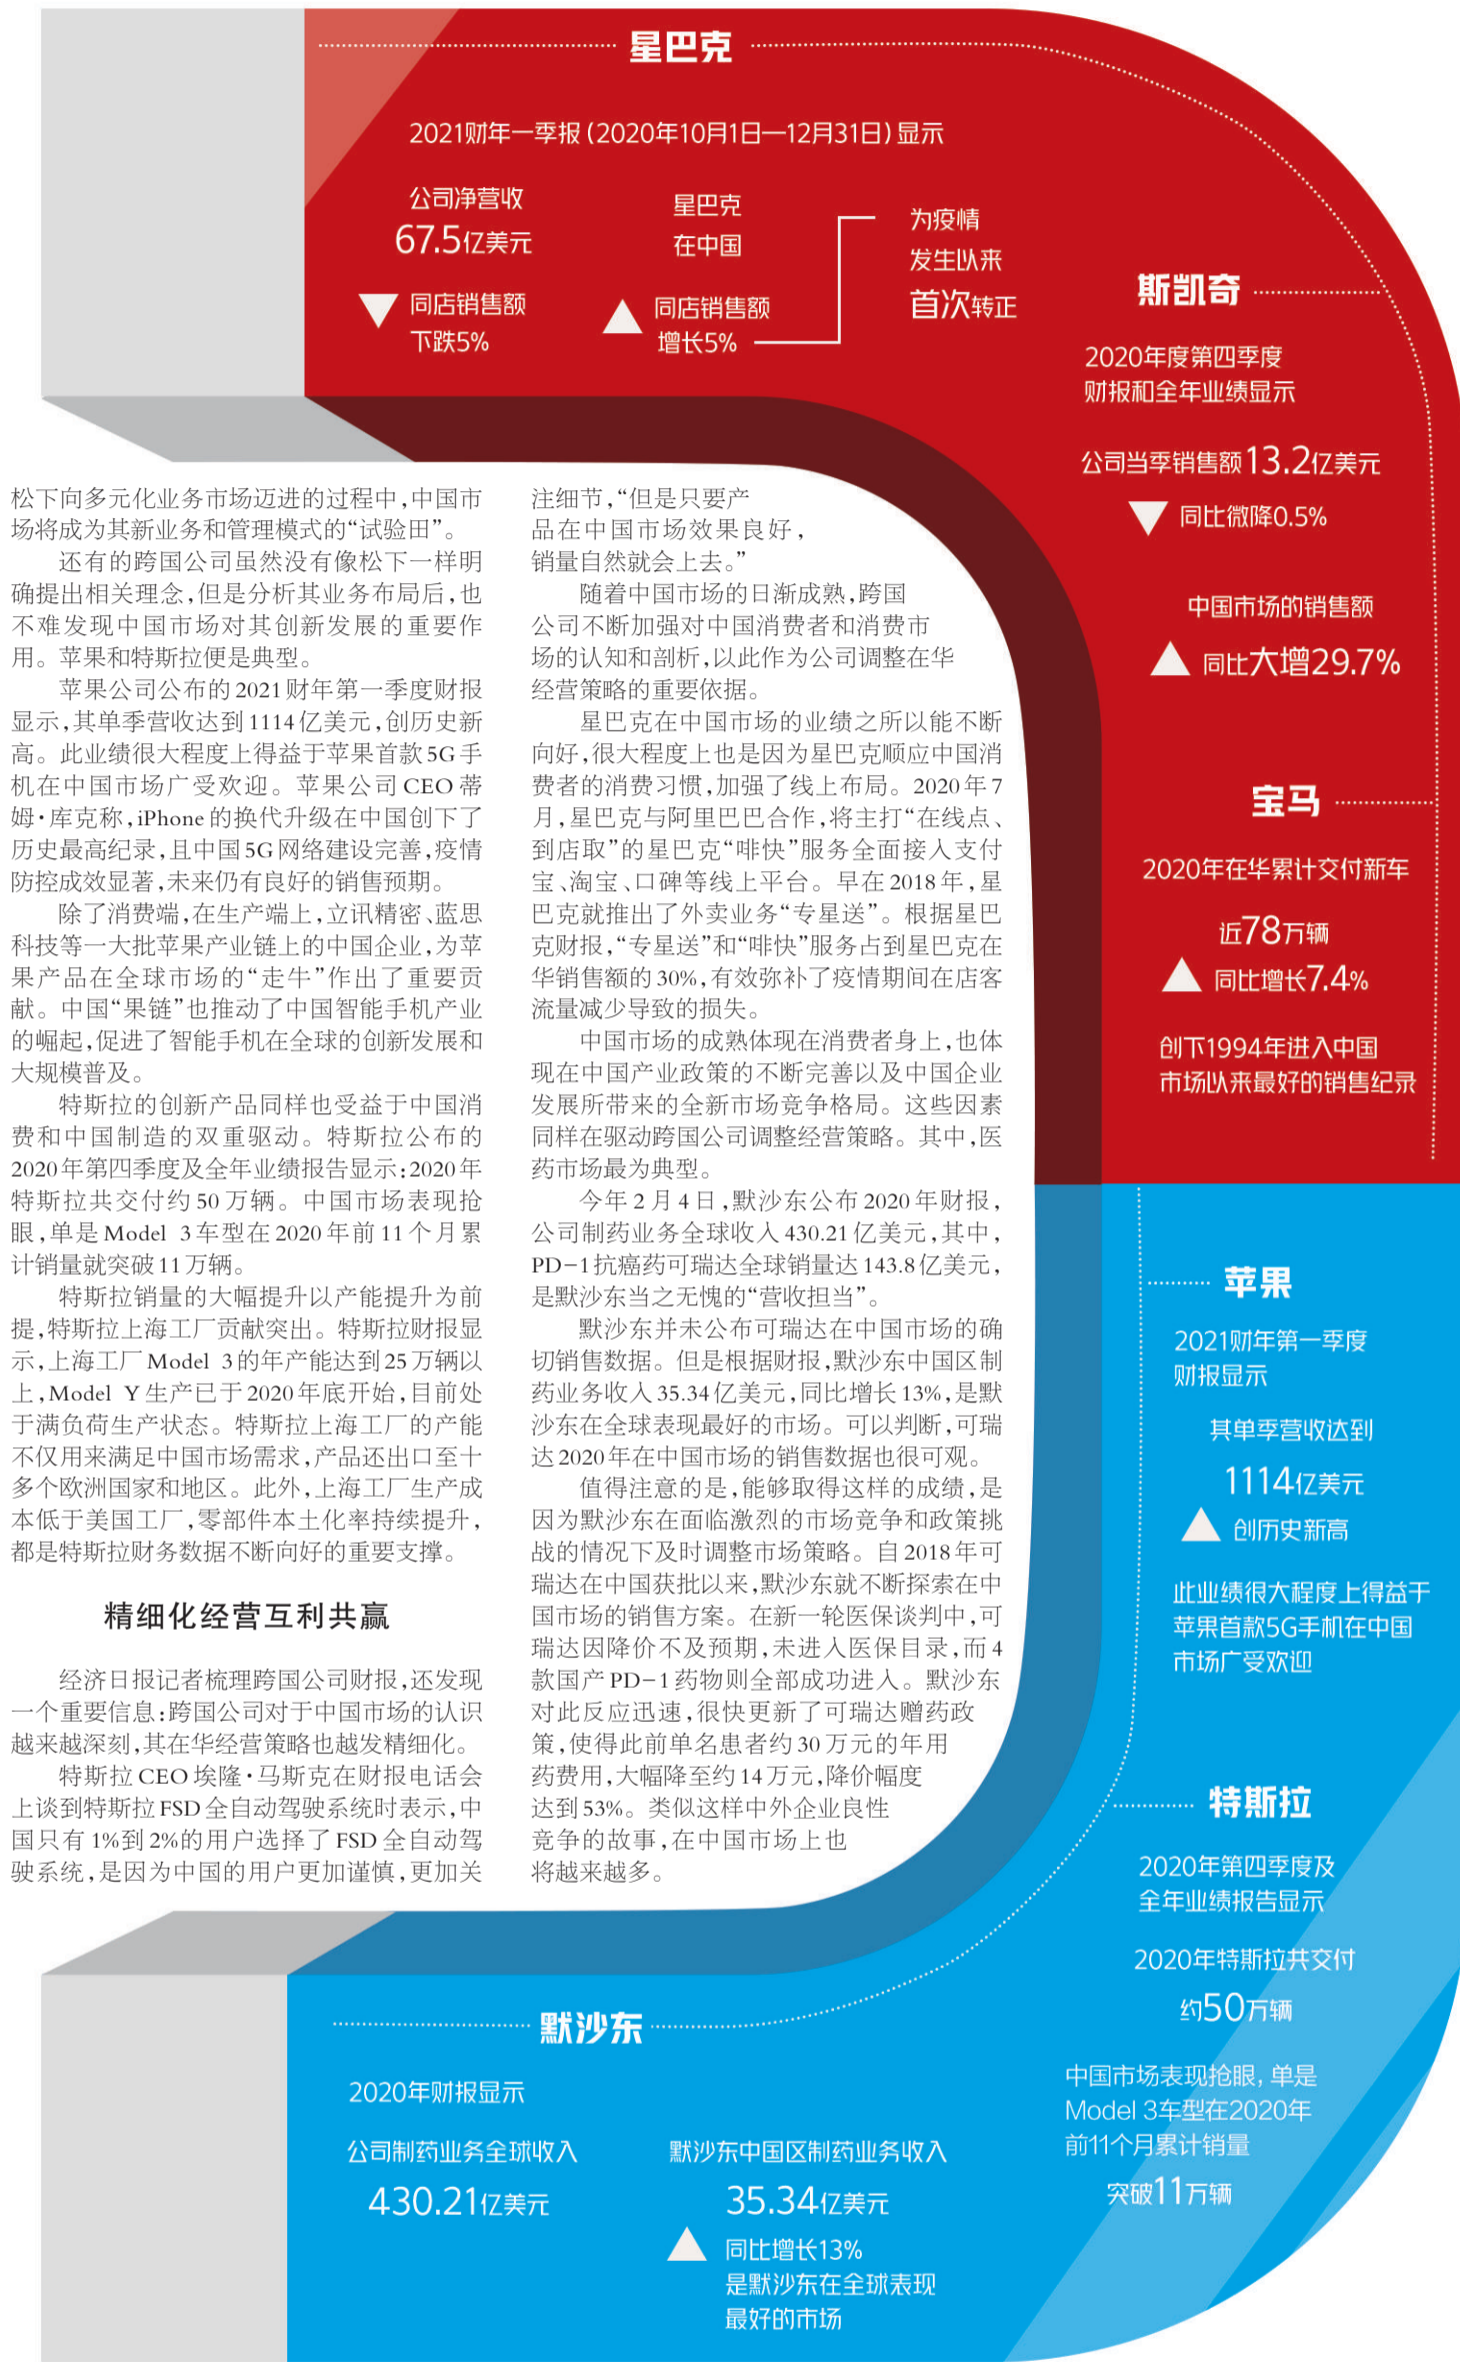 星巴克
2021财年一季报(2020年10月1日—12月31日)显示
公司净营收
67.5亿美元
同店销售额
下跌5%
星巴克
在中国
同店销售额
增长5%
为疫情
发生以来
首次转正
斯凯奇
2020年度第四季度
财报和全年业绩显示
公司当季销售额13.2亿美元
同比微降0.5%
中国市场的销售额
同比大增29.7%
宝马
2020年在华累计交付新车
近78万辆
同比增长7.4%
创下1994年进入中国
市场以来最好的销售纪录
苹果
2021财年第一季度
财报显示
其单季营收达到
1114亿美元
创历史新高
此业绩很大程度上得益于
苹果首款5G手机在中国
市场广受欢迎
特斯拉
2020年第四季度及
全年业绩报告显示
2020年特斯拉共交付
约50万辆
中国市场表现抢眼,单是
Model 3车型在2020年
前11个月累计销量
突破11万辆
默沙东
2020年财报显示
公司制药业务全球收入
430.21亿美元
默沙东中国区制药业务收入
35.34亿美元
同比增长13%
是默沙东在全球表现
最好的市场
松下向多元化业务市场迈进的过程中,中国市
场将成为其新业务和管理模式的“试验田”。
还有的跨国公司虽然没有像松下一样明
确提出相关理念,但是分析其业务布局后,也
不难发现中国市场对其创新发展的重要作
用。苹果和特斯拉便是典型。
苹果公司公布的2021财年第一季度财报
显示,其单季营收达到1114亿美元,创历史新
高。此业绩很大程度上得益于苹果首款5G手
机在中国市场广受欢迎。苹果公司CEO蒂
姆·库克称,iPhone的换代升级在中国创下了
历史最高纪录,且中国5G网络建设完善,疫情
防控成效显著,未来仍有良好的销售预期。
除了消费端,在生产端上,立讯精密、蓝思
科技等一大批苹果产业链上的中国企业,为苹
果产品在全球市场的“走牛”作出了重要贡
献。中国“果链”也推动了中国智能手机产业
的崛起,促进了智能手机在全球的创新发展和
大规模普及。
特斯拉的创新产品同样也受益于中国消
费和中国制造的双重驱动。特斯拉公布的
2020年第四季度及全年业绩报告显示:2020年
特斯拉共交付约50万辆。中国市场表现抢
眼,单是Model 3车型在2020年前11个月累
计销量就突破11万辆。
特斯拉销量的大幅提升以产能提升为前
提,特斯拉上海工厂贡献突出。特斯拉财报显
示,上海工厂Model 3的年产能达到25万辆以
上,Model Y生产已于2020年底开始,目前处
于满负荷生产状态。特斯拉上海工厂的产能
不仅用来满足中国市场需求,产品还出口至十
多个欧洲国家和地区。此外,上海工厂生产成
本低于美国工厂,零部件本土化率持续提升,
都是特斯拉财务数据不断向好的重要支撑。
精细化经营互利共赢
经济日报记者梳理跨国公司财报,还发现
一个重要信息:跨国公司对于中国市场的认识
越来越深刻,其在华经营策略也越发精细化。
特斯拉CEO埃隆·马斯克在财报电话会
上谈到特斯拉FSD全自动驾驶系统时表示,中
国只有1%到2%的用户选择了FSD全自动驾
驶系统,是因为中国的用户更加谨慎,更加关
注细节,“但是只要产
品在中国市场效果良好,
销量自然就会上去。”
随着中国市场的日渐成熟,跨国
公司不断加强对中国消费者和消费市
场的认知和剖析,以此作为公司调整在华
经营策略的重要依据。
星巴克在中国市场的业绩之所以能不断
向好,很大程度上也是因为星巴克顺应中国消
费者的消费习惯,加强了线上布局。2020年7
月,星巴克与阿里巴巴合作,将主打“在线点、
到店取”的星巴克“啡快”服务全面接入支付
宝、淘宝、口碑等线上平台。早在2018年,星
巴克就推出了外卖业务“专星送”。根据星巴
克财报,“专星送”和“啡快”服务占到星巴克在
华销售额的30%,有效弥补了疫情期间在店客
流量减少导致的损失。
中国市场的成熟体现在消费者身上,也体
现在中国产业政策的不断完善以及中国企业
发展所带来的全新市场竞争格局。这些因素
同样在驱动跨国公司调整经营策略。其中,医
药市场最为典型。
今年2月4日,默沙东公布2020年财报,
公司制药业务全球收入430.21亿美元,其中,
PD-1抗癌药可瑞达全球销量达143.8亿美元,
是默沙东当之无愧的“营收担当”。
默沙东并未公布可瑞达在中国市场的确
切销售数据。但是根据财报,默沙东中国区制
药业务收入35.34亿美元,同比增长13%,是默
沙东在全球表现最好的市场。可以判断,可瑞
达2020年在中国市场的销售数据也很可观。
值得注意的是,能够取得这样的成绩,是
因为默沙东在面临激烈的市场竞争和政策挑
战的情况下及时调整市场策略。自2018年可
瑞达在中国获批以来,默沙东就不断探索在中
国市场的销售方案。在新一轮医保谈判中,可
瑞达因降价不及预期,未进入医保目录,而4
款国产PD-1药物则全部成功进入。默沙东
对此反应迅速,很快更新了可瑞达赠药政
策,使得此前单名患者约30万元的年用
药费用,大幅降至约14万元,降价幅度
达到53%。类似这样中外企业良性
竞争的故事,在中国市场上也
将越来越多。